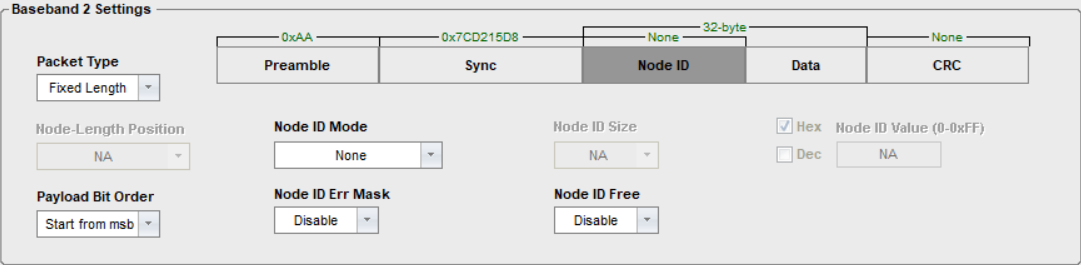 Baseband 2 Settings
0xAA 0x7CD215D8 None 32-byte None
Packet Type
Preamble Sync Node ID Data CRC
Fixed Length
Node-Length Position Node ID Mode Node ID Size Hex Node ID Value (0-0xFF)
NA None NA Dec NA
Payload Bit Order Node ID Err Mask Node ID Free
Start from msb Disable Disable